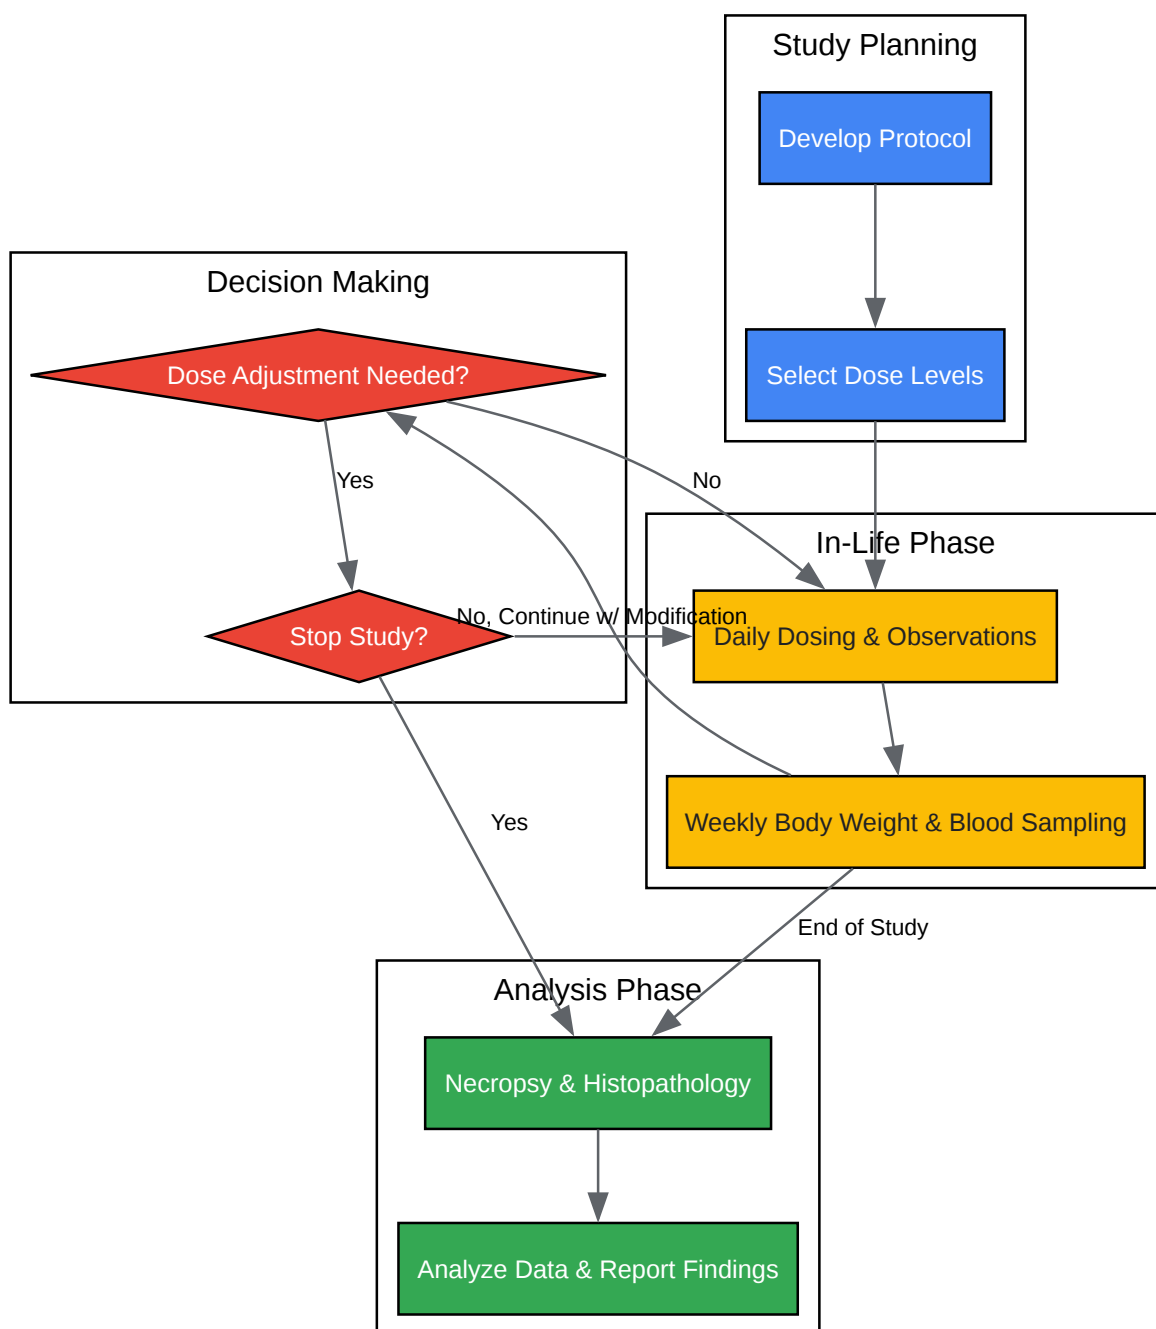 Study Planning
Develop Protocol
Decision Making
Dose Adjustment Needed?
Select Dose Levels
Yes
No
In-Life Phase
No, Continue w/ Modification
Stop Study?
Daily Dosing & Observations
Yes
Weekly Body Weight & Blood Sampling
End of Study
Analysis Phase
Necropsy & Histopathology
Analyze Data & Report Findings